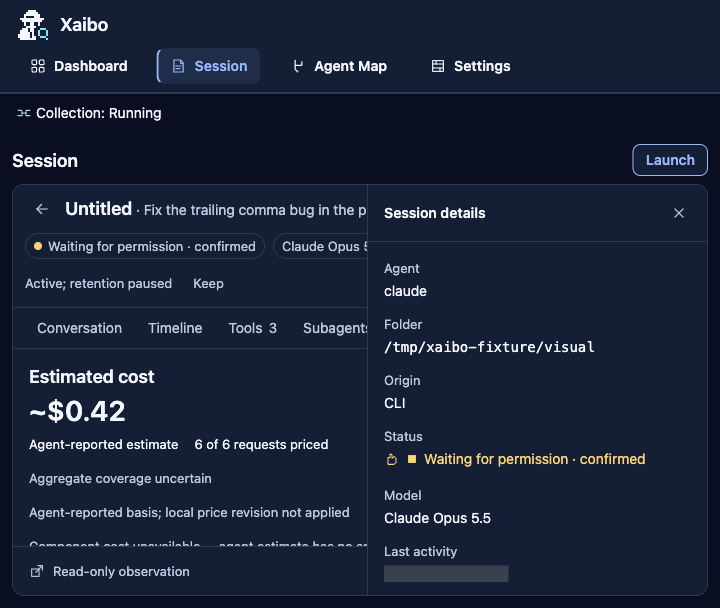 Xaibo
Dashboard Session Agent Map Settings
Collection: Running
Session
Launch
Untitled · Fix the trailing comma bug in the p
Waiting for permission · confirmed
Claude Opus 5
Active; retention paused Keep
Conversation Timeline Tools 3 Subagents
Estimated cost
~$0.42
Agent-reported estimate 6 of 6 requests priced
Aggregate coverage uncertain
Agent-reported basis; local price revision not applied
Read-only observation
Session details
Agent
claude
Folder
/tmp/xaibo-fixture/visual
Origin
CLI
Status
Waiting for permission · confirmed
Model
Claude Opus 5.5
Last activity